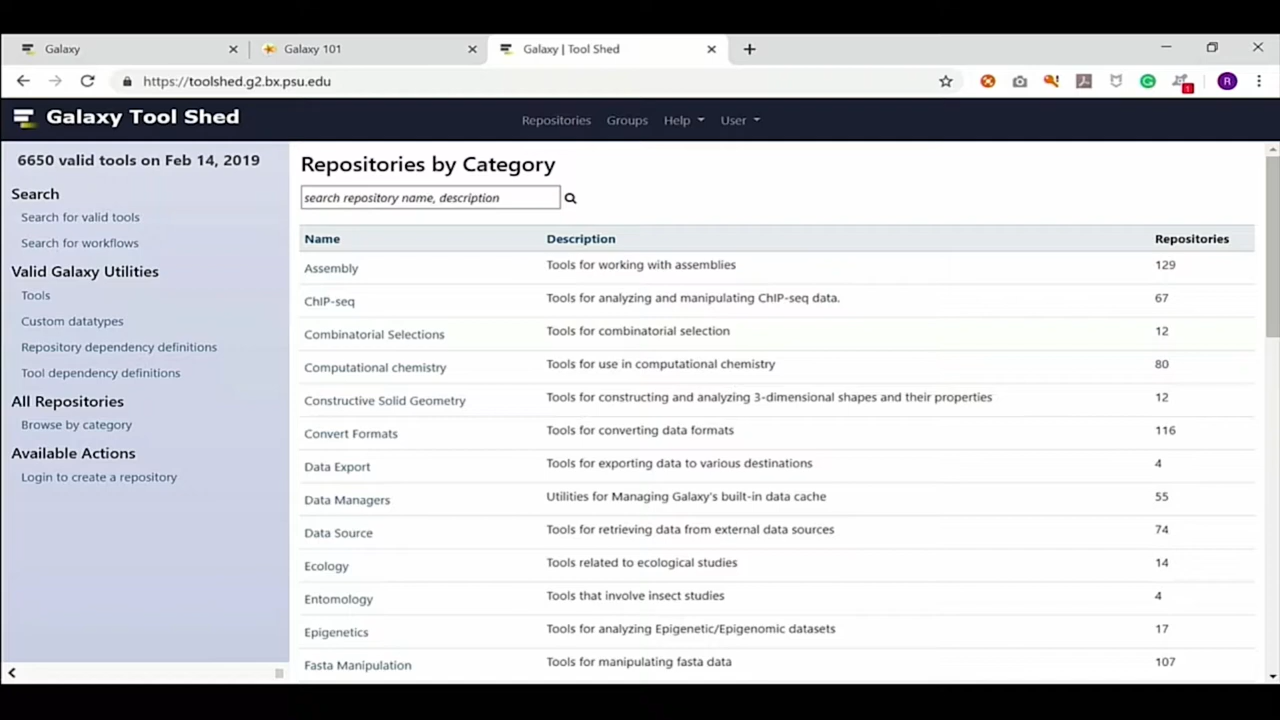 Galaxy
Galaxy 101
Galaxy | Tool Shed
https://toolshed.g2.bx.psu.edu
1
R
Galaxy Tool Shed
Repositories Groups Help User
6650 valid tools on Feb 14, 2019
Search
Search for valid tools
Search for workflows
Valid Galaxy Utilities
Tools
Custom datatypes
Repository dependency definitions
Tool dependency definitions
All Repositories
Browse by category
Available Actions
Login to create a repository
Repositories by Category
search repository name, description
Name Description Repositories
Assembly Tools for working with assemblies 129
ChIP-seq Tools for analyzing and manipulating ChIP-seq data. 67
Combinatorial Selections Tools for combinatorial selection 12
Computational chemistry Tools for use in computational chemistry 80
Constructive Solid Geometry Tools for constructing and analyzing 3-dimensional shapes and their properties 12
Convert Formats Tools for converting data formats 116
Data Export Tools for exporting data to various destinations 4
Data Managers Utilities for Managing Galaxy's built-in data cache 55
Data Source Tools for retrieving data from external data sources 74
Ecology Tools related to ecological studies 14
Entomology Tools that involve insect studies 4
Epigenetics Tools for analyzing Epigenetic/Epigenomic datasets 17
Fasta Manipulation Tools for manipulating fasta data 107